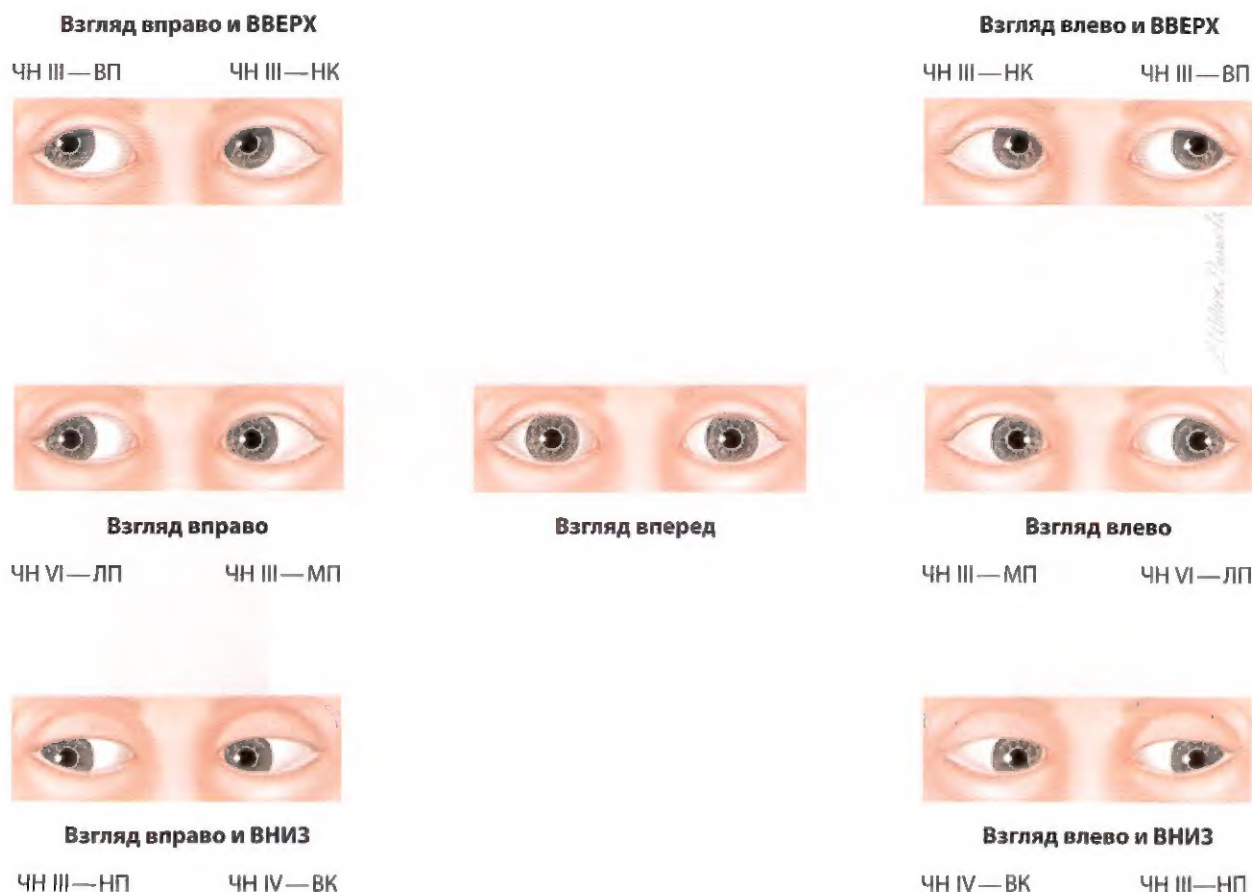 Взгляд вправо и ВВЕРХ
Взгляд влево и ВВЕРХ
ЧН III—ВП ЧН III—НК
ЧН III—НК ЧН III—ВП
Взгляд вправо
Взгляд вперед
Взгляд влево
ЧН VI—ЛП ЧН III—МП
ЧН III—МП ЧН VI—ЛП
Взгляд вправо и ВНИЗ
Взгляд влево и ВНИЗ
ЧН III—НП ЧН IV—ВК
ЧН IV—ВК ЧН III—НП